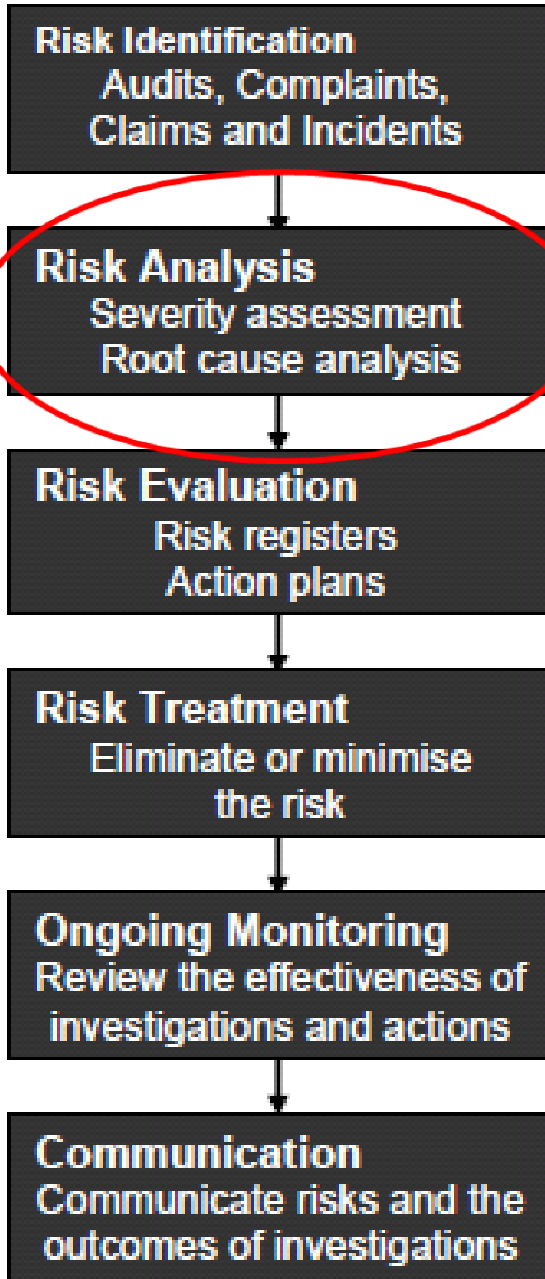 Risk Identification
Audits, Complaints,
Claims and Incidents
Risk Analysis
Severity assessment
Root cause analysis
Risk Evaluation
Risk registers
Action plans
Risk Treatment
Eliminate or minimise
the risk
Ongoing Monitoring
Review the effectiveness of
investigations and actions
Communication
Communicate risks and the
outcomes of investigations